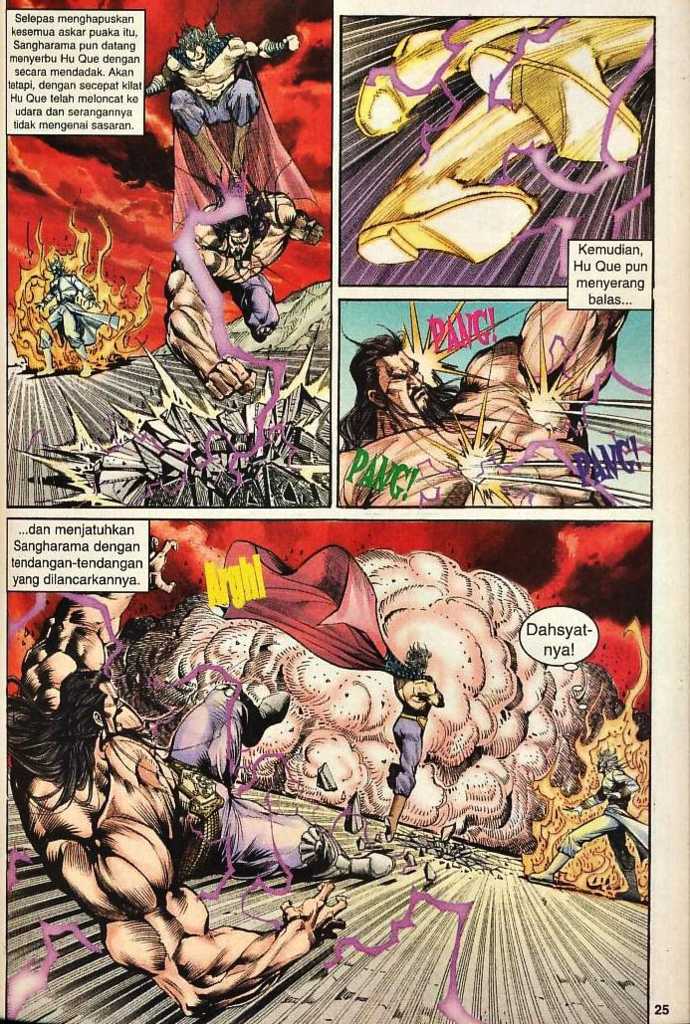 Selepas menghapuskan
kesemua askar puaka itu,
Sangharama pun datang
menyerbu Hu Que dengan
secara mendadak. Akan
tetapi, dengan secepat kilat
Hu Que telah meloncat ke
udara dan serangannya
tidak mengenai sasaran.
Kemudian,
Hu Que pun
menyerang
balas...
PANG!
PANG!
PANG!
...dan menjatuhkan
Sangharama dengan
tendangan-tendangan
yang dilancarkannya.
Argh!
Dahsyat-
nya!
25